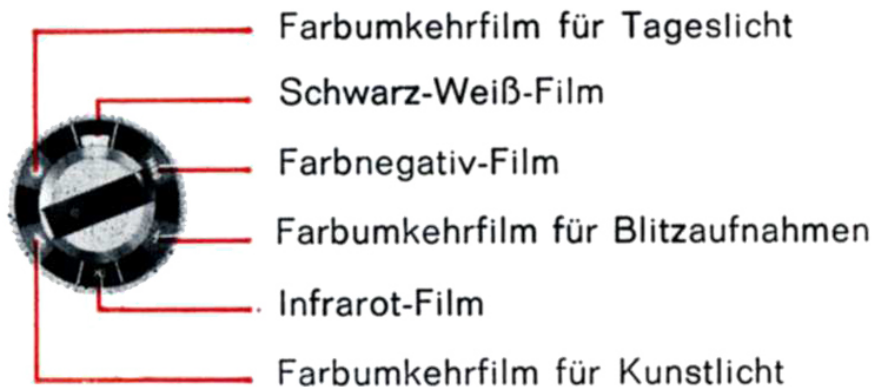 Farbumkehrfilm für Tageslicht
Schwarz-Weiß-Film
Farbnegativ-Film
Farbumkehrfilm für Blitzaufnahmen
Infrarot-Film
Farbumkehrfilm für Kunstlicht